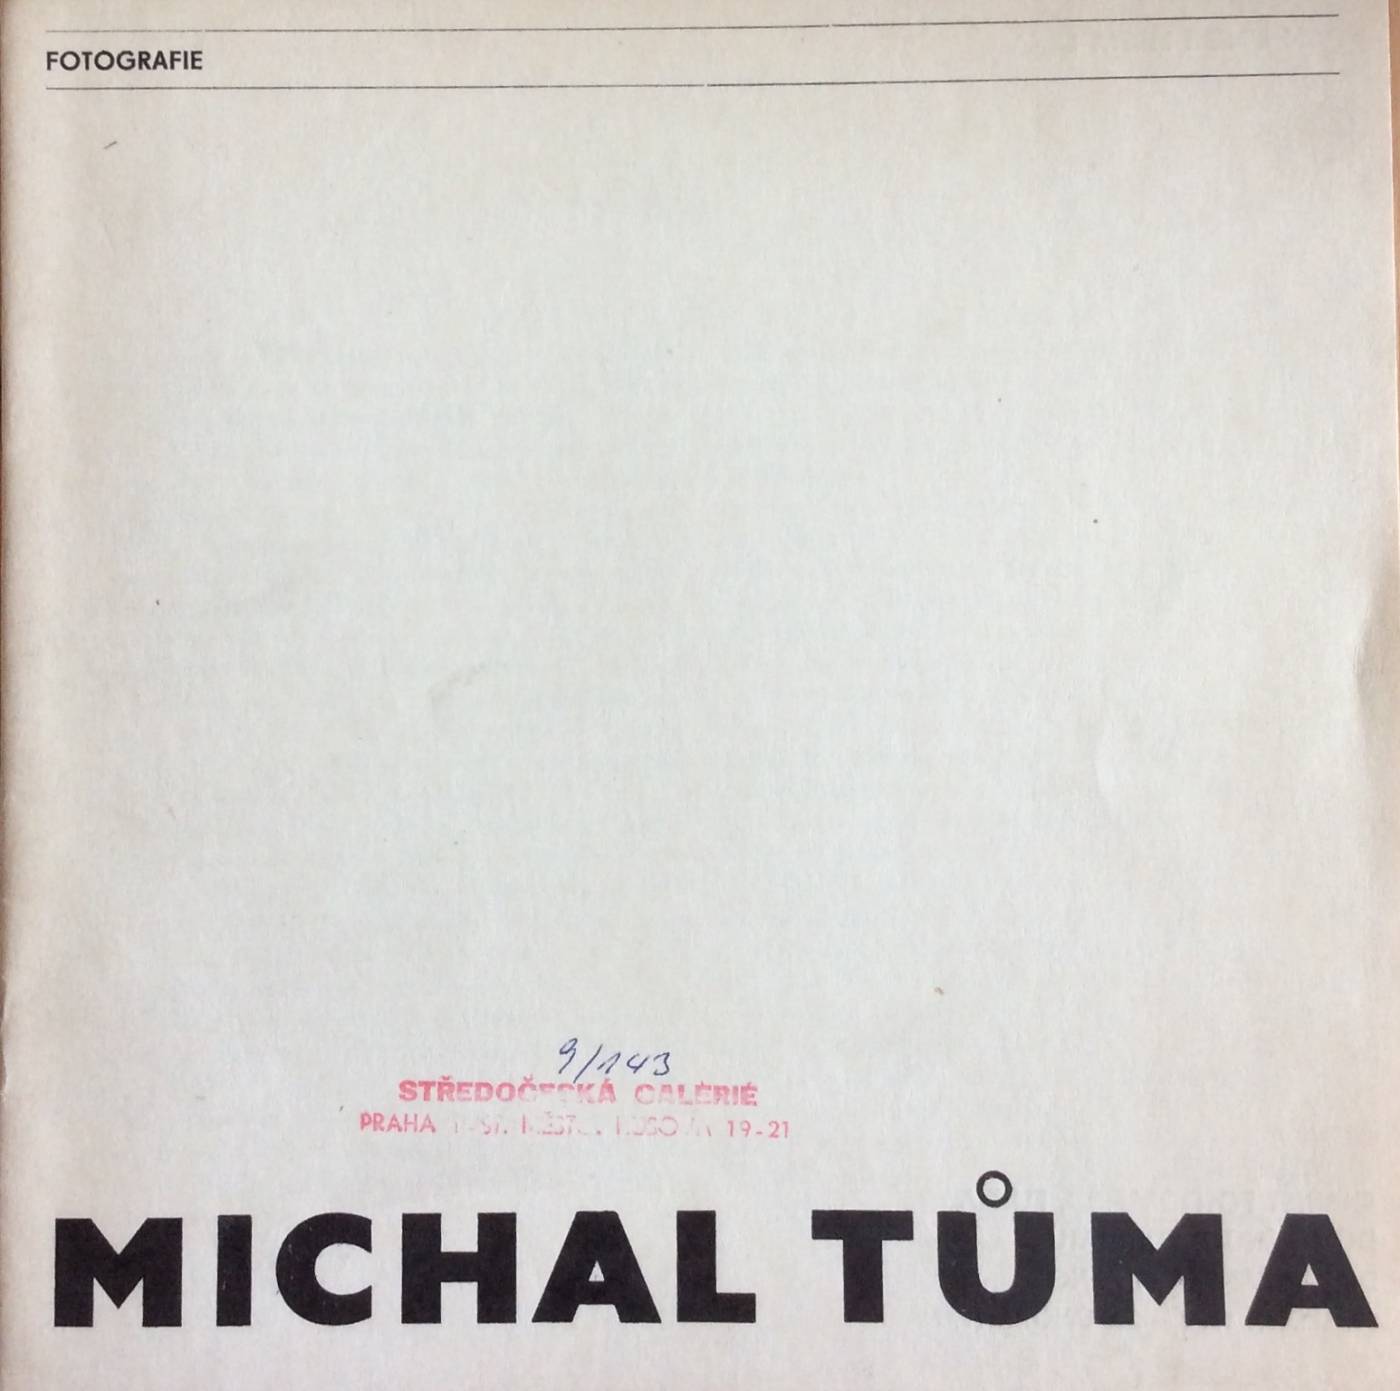 FOTOGRAFIE
9/143
STŘEDOČESKÁ GALERIE
PRAHA 19-21
MICHAL TŮMA